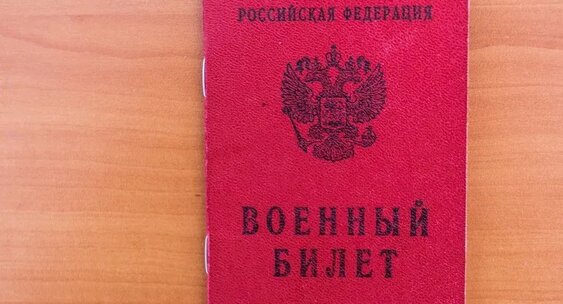 РОССИЙСКАЯ ФЕДЕРАЦИЯ
ВОЕННЫЙ
БИЛЕТ